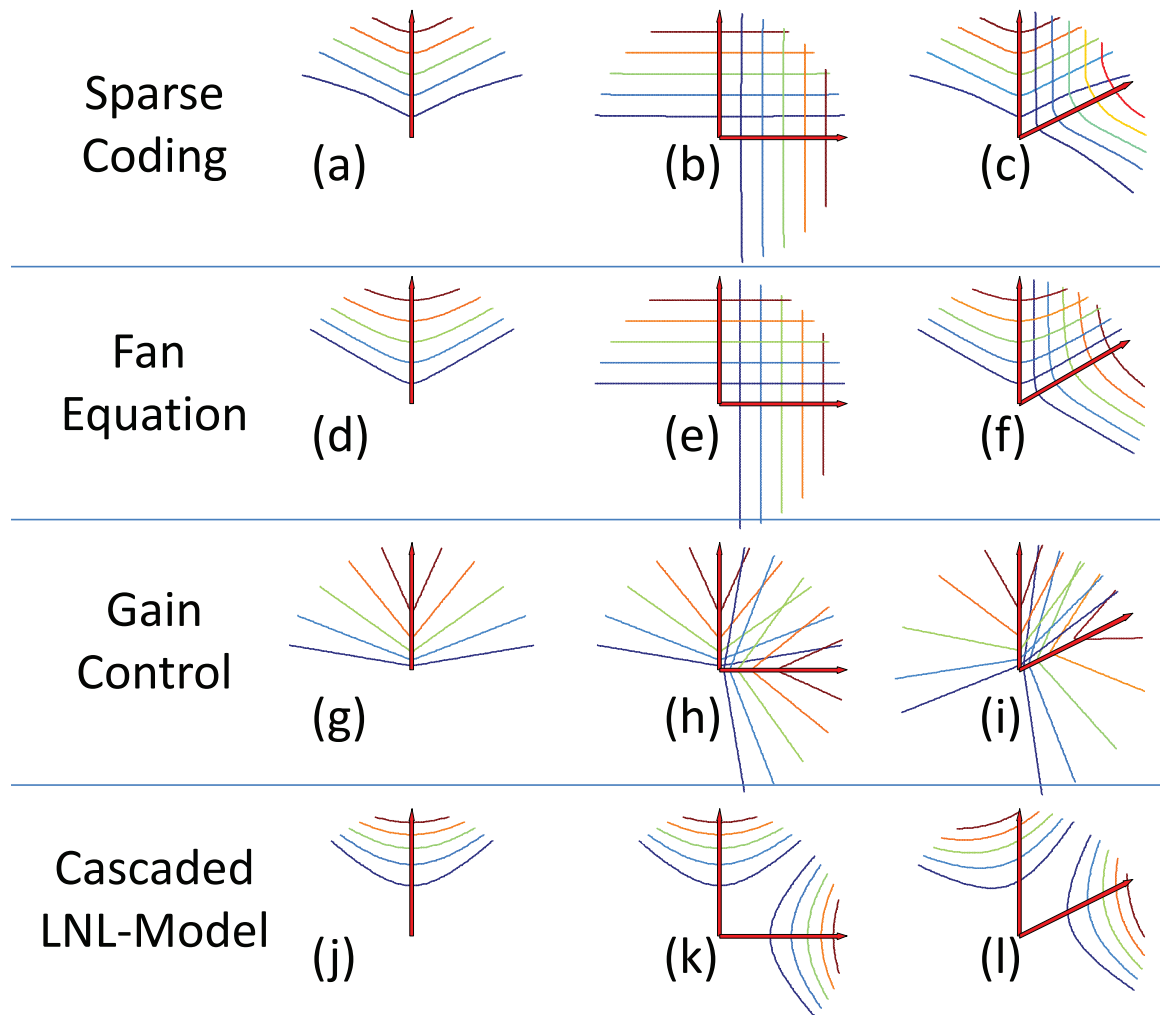 Sparse
Coding
(a)
(b)
(c)
Fan
Equation
(d)
(e)
(f)
Gain
Control
(g)
(h)
(i)
Cascaded
LNL-Model
(j)
(k)
(l)